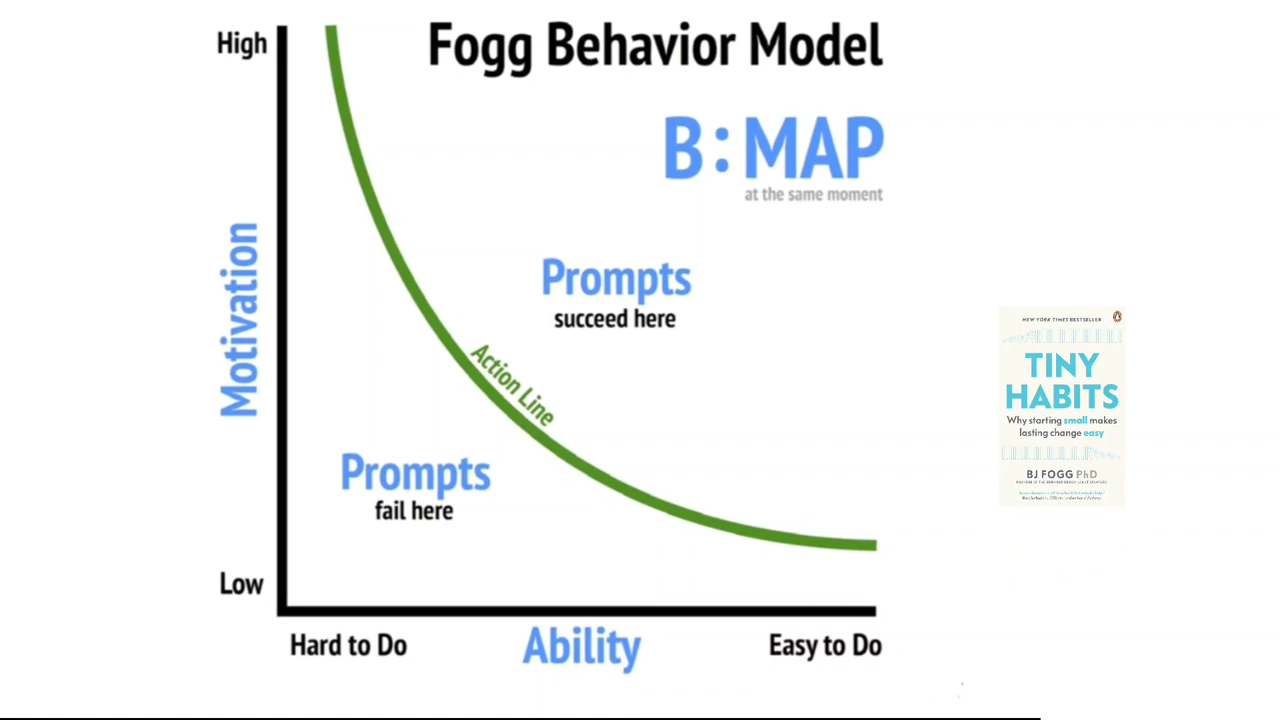 Fogg Behavior Model
High
B:MAP
at the same moment
Motivation
Prompts
succeed here
Action Line
Prompts
fail here
Low
Hard to Do
Ability
Easy to Do
NEW YORK TIMES BESTSELLER
TINY
HABITS
Why starting small makes
lasting change easy
BJ FOGG PhD